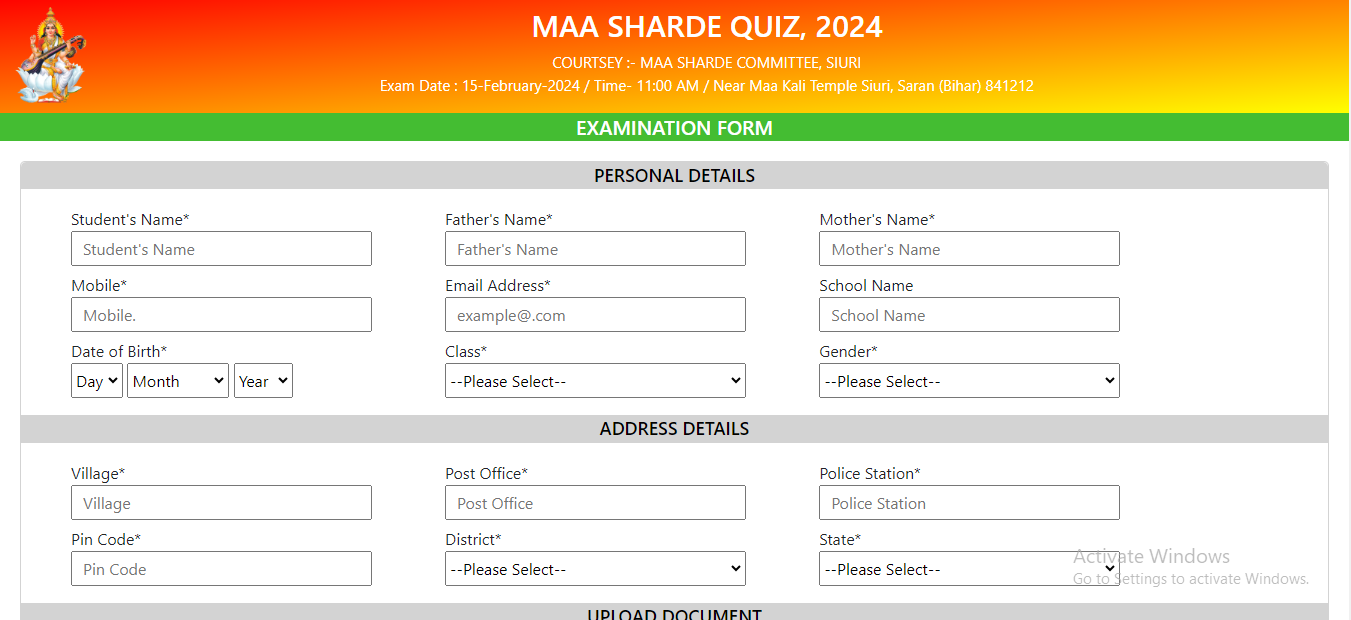 MAA SHARDE QUIZ, 2024
COURTSEY :- MAA SHARDE COMMITTEE, SIURI
Exam Date : 15-February-2024 / Time- 11:00 AM / Near Maa Kali Temple Siuri, Saran (Bihar) 841212
EXAMINATION FORM
PERSONAL DETAILS
Student's Name* Father's Name* Mother's Name*
Student's Name Father's Name Mother's Name
Mobile* Email Address* School Name
Mobile. example@.com School Name
Date of Birth* Class* Gender*
Day Month Year --Please Select-- --Please Select--
ADDRESS DETAILS
Village* Post Office* Police Station*
Village Post Office Police Station
Pin Code* District* State*
Pin Code --Please Select-- --Please Select--
Activate Windows
Go to Settings to activate Windows.
UPLOAD DOCUMENT